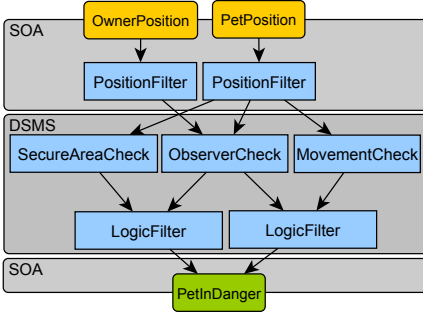 OwnerPosition PetPosition
SOA
PositionFilter PositionFilter
DSMS
SecureAreaCheck ObserverCheck MovementCheck
LogicFilter LogicFilter
SOA
PetInDanger